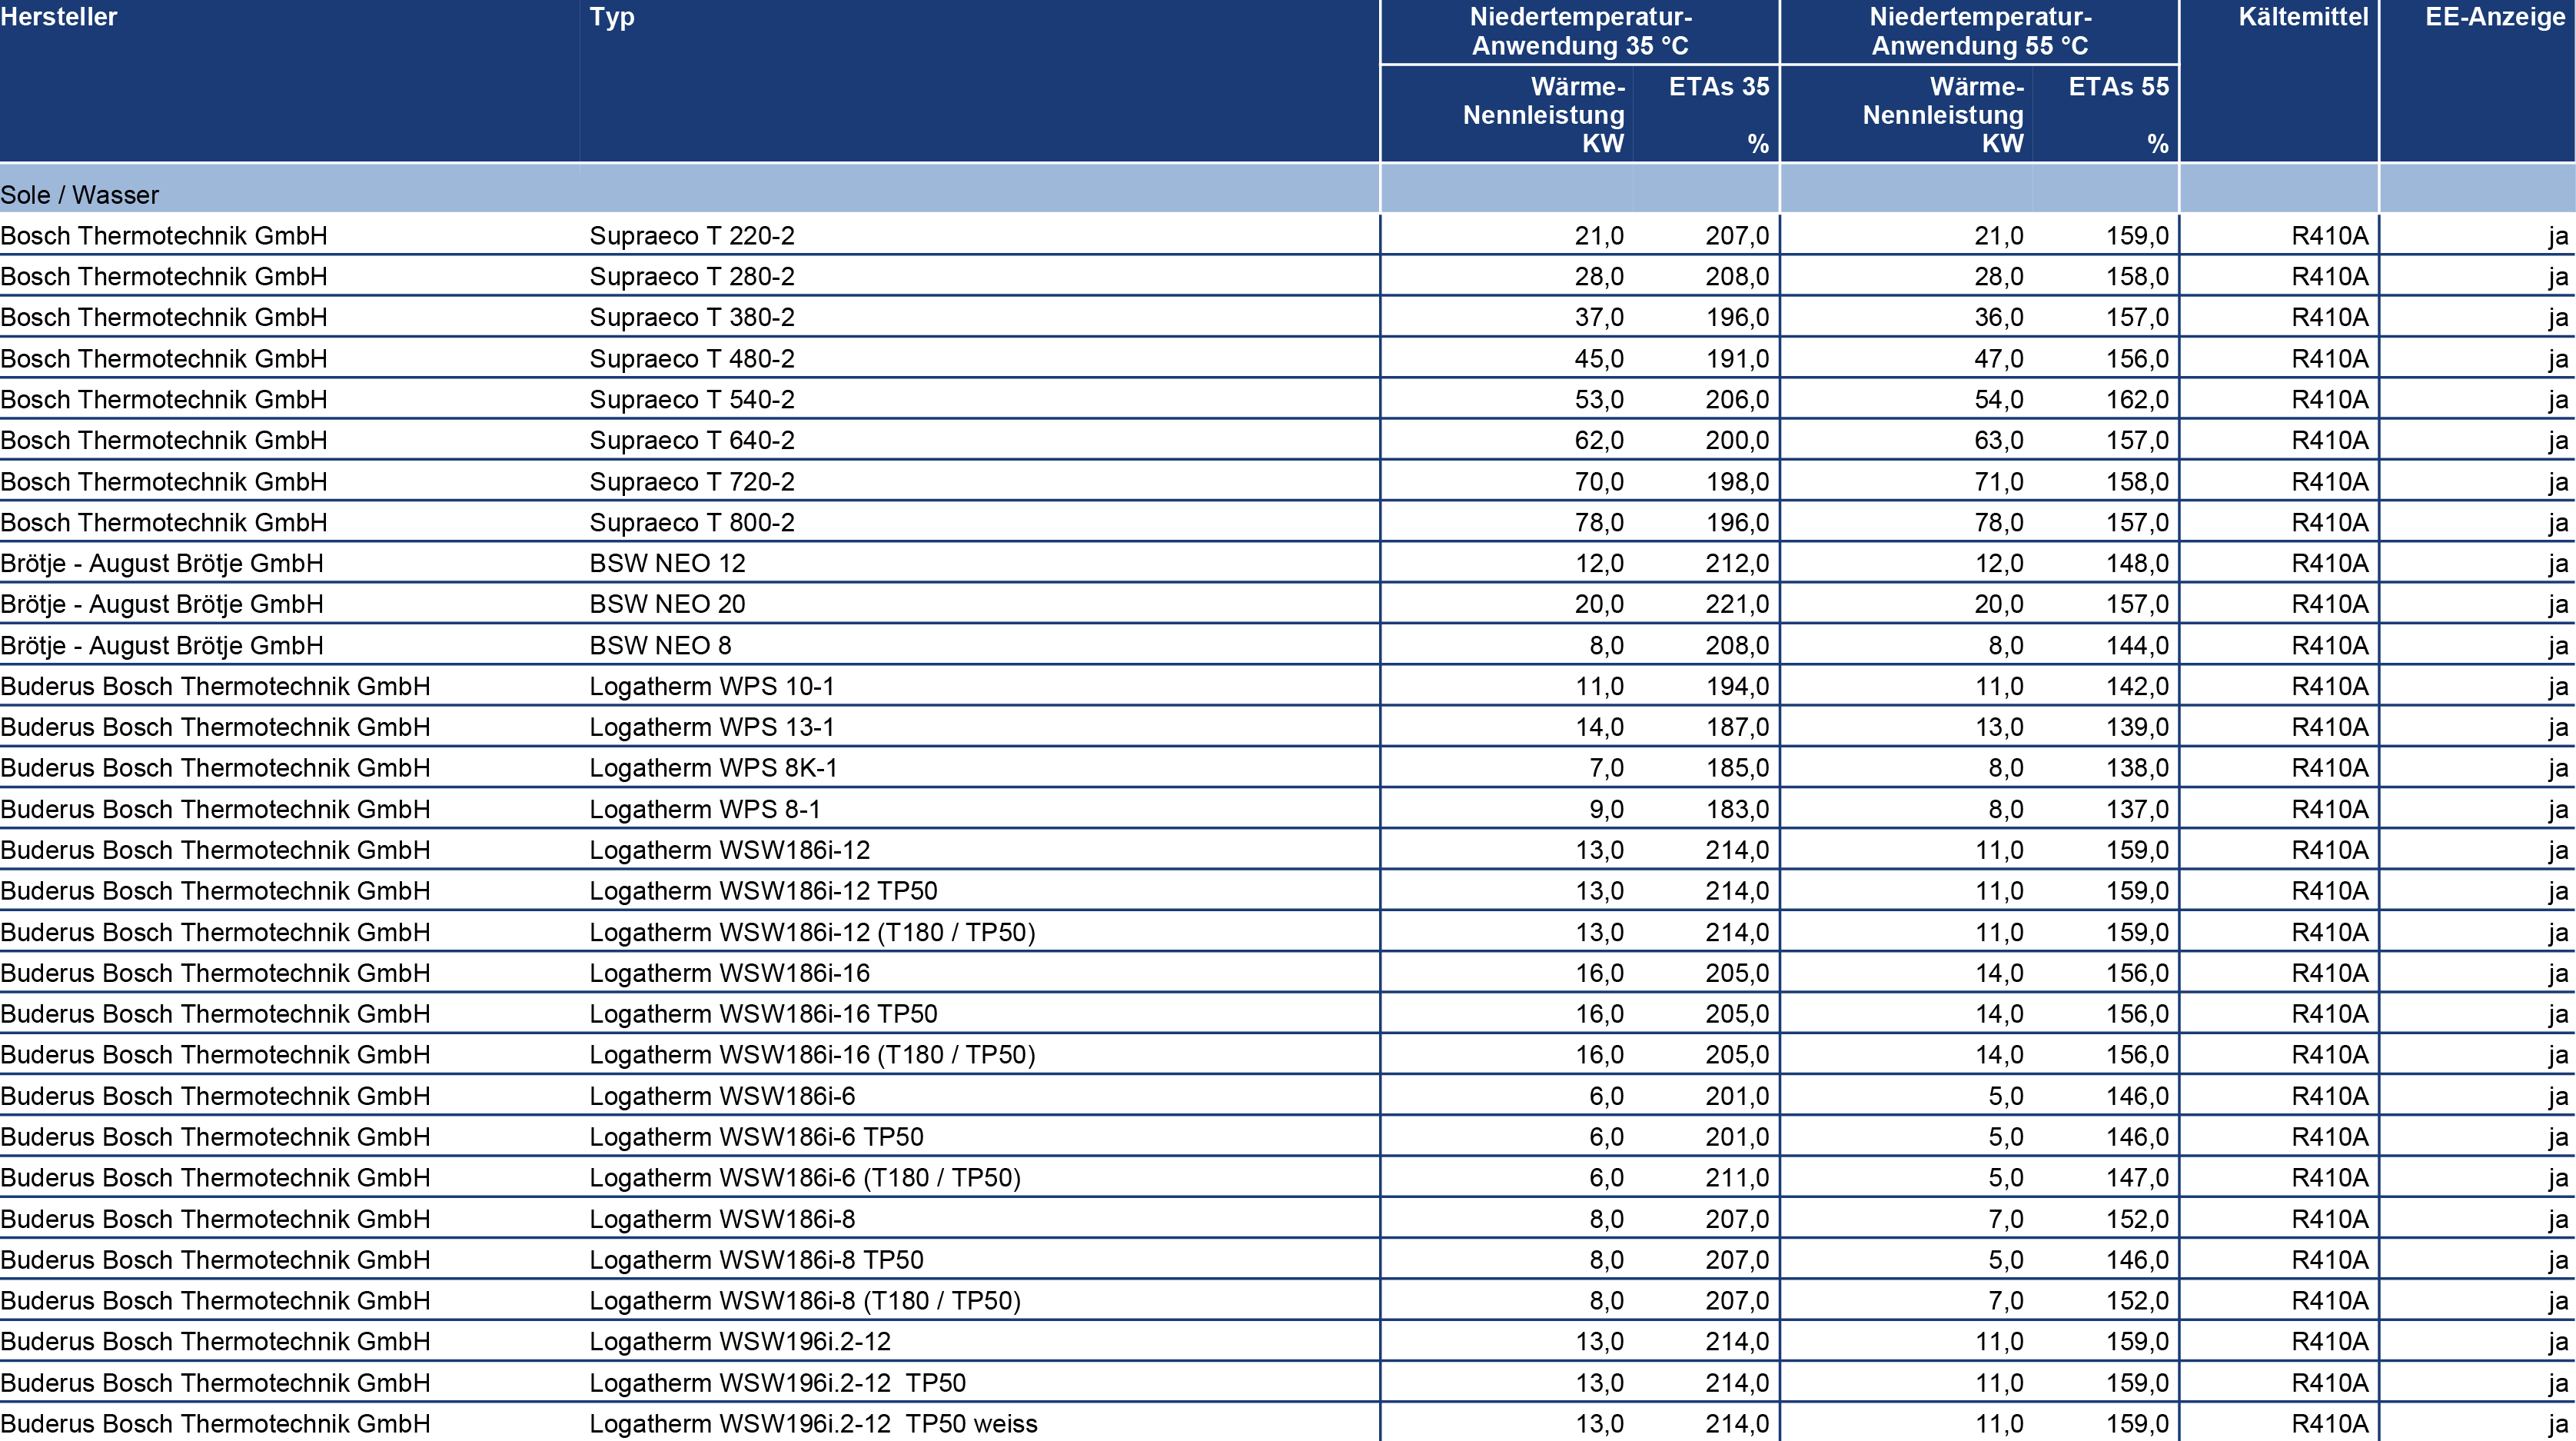 Hersteller Typ Niedertemperatur- Niedertemperatur- Kältemittel EE-Anzeige
Anwendung 35 °C Anwendung 55 °C
Wärme- ETAs 35 Wärme- ETAs 55
Nennleistung Nennleistung
KW % KW %
Sole / Wasser
Bosch Thermotechnik GmbH Supraeco T 220-2 21,0 207,0 21,0 159,0 R410A ja
Bosch Thermotechnik GmbH Supraeco T 280-2 28,0 208,0 28,0 158,0 R410A ja
Bosch Thermotechnik GmbH Supraeco T 380-2 37,0 196,0 36,0 157,0 R410A ja
Bosch Thermotechnik GmbH Supraeco T 480-2 45,0 191,0 47,0 156,0 R410A ja
Bosch Thermotechnik GmbH Supraeco T 540-2 53,0 206,0 54,0 162,0 R410A ja
Bosch Thermotechnik GmbH Supraeco T 640-2 62,0 200,0 63,0 157,0 R410A ja
Bosch Thermotechnik GmbH Supraeco T 720-2 70,0 198,0 71,0 158,0 R410A ja
Bosch Thermotechnik GmbH Supraeco T 800-2 78,0 196,0 78,0 157,0 R410A ja
Brötje - August Brötje GmbH BSW NEO 12 12,0 212,0 12,0 148,0 R410A ja
Brötje - August Brötje GmbH BSW NEO 20 20,0 221,0 20,0 157,0 R410A ja
Brötje - August Brötje GmbH BSW NEO 8 8,0 208,0 8,0 144,0 R410A ja
Buderus Bosch Thermotechnik GmbH Logatherm WPS 10-1 11,0 194,0 11,0 142,0 R410A ja
Buderus Bosch Thermotechnik GmbH Logatherm WPS 13-1 14,0 187,0 13,0 139,0 R410A ja
Buderus Bosch Thermotechnik GmbH Logatherm WPS 8K-1 7,0 185,0 8,0 138,0 R410A ja
Buderus Bosch Thermotechnik GmbH Logatherm WPS 8-1 9,0 183,0 8,0 137,0 R410A ja
Buderus Bosch Thermotechnik GmbH Logatherm WSW186i-12 13,0 214,0 11,0 159,0 R410A ja
Buderus Bosch Thermotechnik GmbH Logatherm WSW186i-12 TP50 13,0 214,0 11,0 159,0 R410A ja
Buderus Bosch Thermotechnik GmbH Logatherm WSW186i-12 (T180 / TP50) 13,0 214,0 11,0 159,0 R410A ja
Buderus Bosch Thermotechnik GmbH Logatherm WSW186i-16 16,0 205,0 14,0 156,0 R410A ja
Buderus Bosch Thermotechnik GmbH Logatherm WSW186i-16 TP50 16,0 205,0 14,0 156,0 R410A ja
Buderus Bosch Thermotechnik GmbH Logatherm WSW186i-16 (T180 / TP50) 16,0 205,0 14,0 156,0 R410A ja
Buderus Bosch Thermotechnik GmbH Logatherm WSW186i-6 6,0 201,0 5,0 146,0 R410A ja
Buderus Bosch Thermotechnik GmbH Logatherm WSW186i-6 TP50 6,0 201,0 5,0 146,0 R410A ja
Buderus Bosch Thermotechnik GmbH Logatherm WSW186i-6 (T180 / TP50) 6,0 211,0 5,0 147,0 R410A ja
Buderus Bosch Thermotechnik GmbH Logatherm WSW186i-8 8,0 207,0 7,0 152,0 R410A ja
Buderus Bosch Thermotechnik GmbH Logatherm WSW186i-8 TP50 8,0 207,0 5,0 146,0 R410A ja
Buderus Bosch Thermotechnik GmbH Logatherm WSW186i-8 (T180 / TP50) 8,0 207,0 7,0 152,0 R410A ja
Buderus Bosch Thermotechnik GmbH Logatherm WSW196i.2-12 13,0 214,0 11,0 159,0 R410A ja
Buderus Bosch Thermotechnik GmbH Logatherm WSW196i.2-12 TP50 13,0 214,0 11,0 159,0 R410A ja
Buderus Bosch Thermotechnik GmbH Logatherm WSW196i.2-12 TP50 weiss 13,0 214,0 11,0 159,0 R410A ja